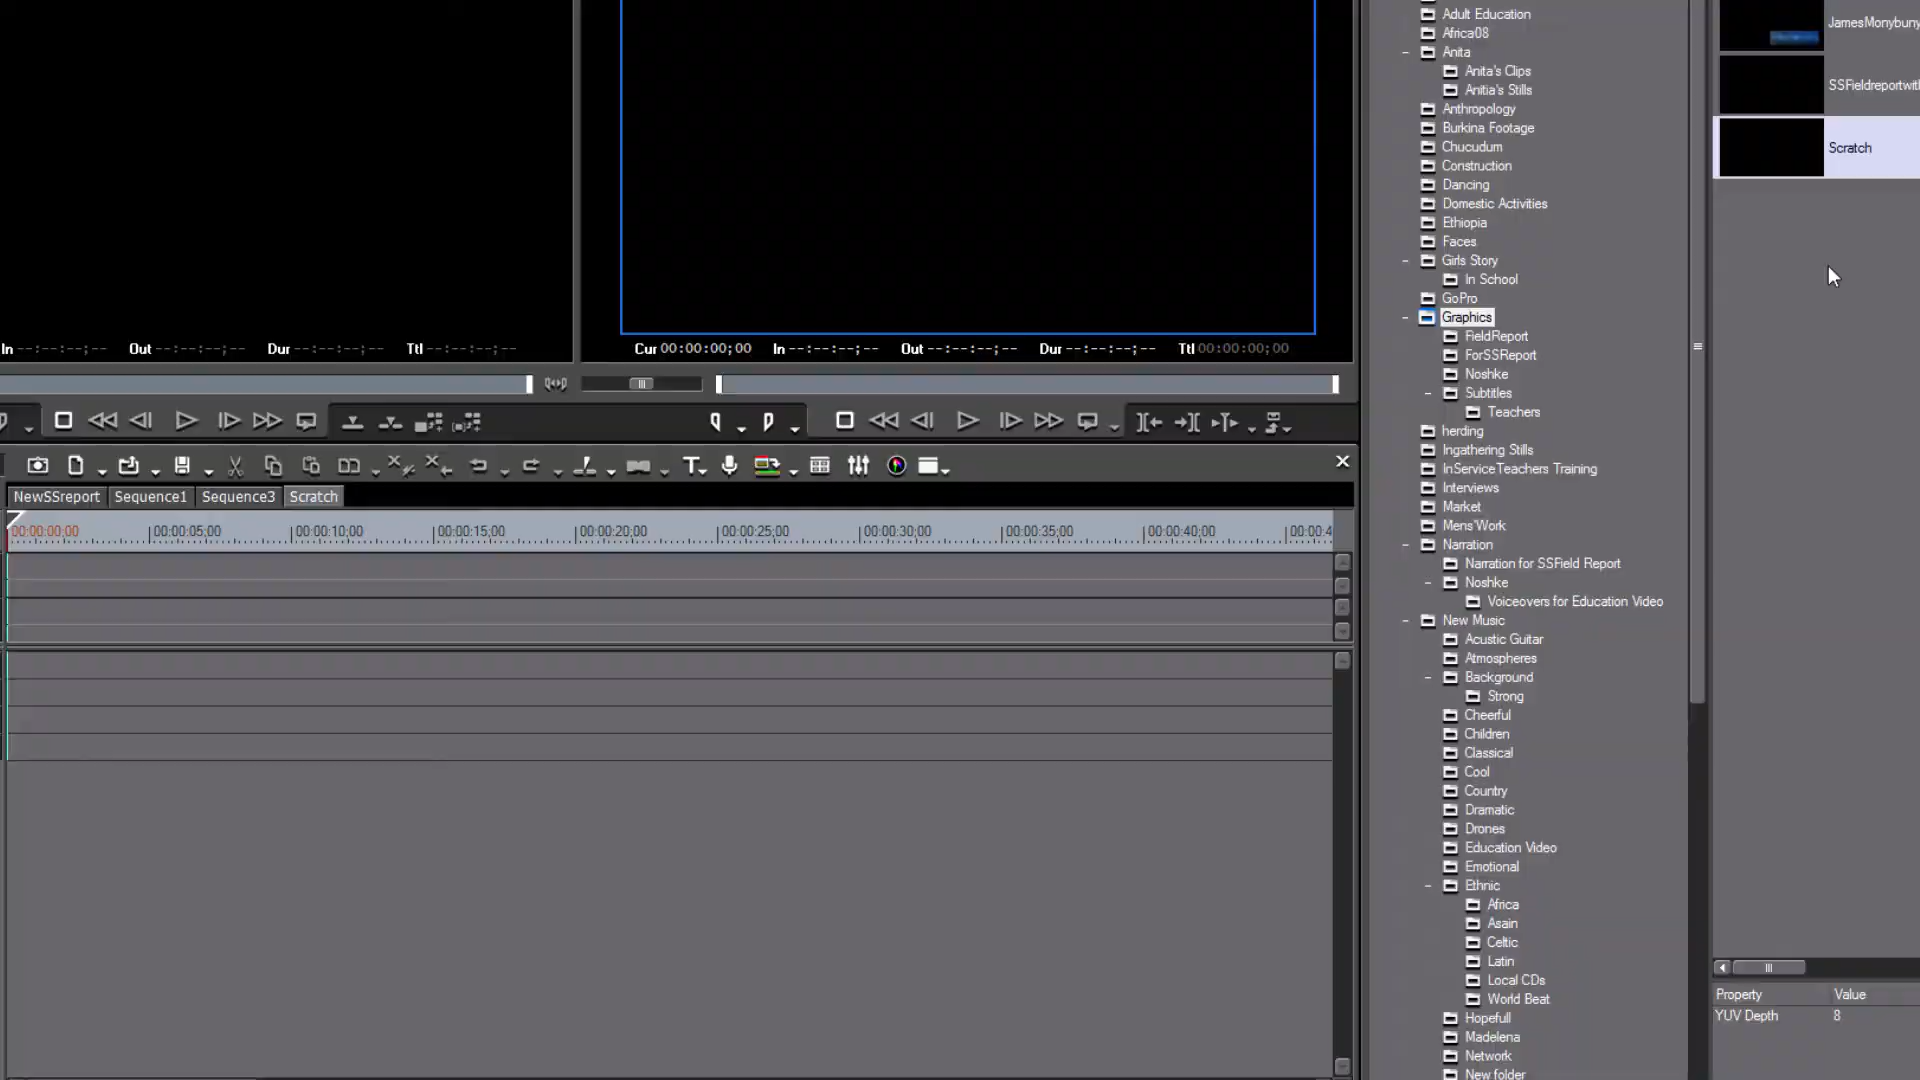 In --:--:--;-- Out --:--:--;-- Dur --:--:--;-- Ttl --:--:--;--
Cur 00:00:00;00 In --:--:--;-- Out --:--:--;-- Dur --:--:--;-- Ttl 00:00:00;00
NewSSreport Sequence1 Sequence3 Scratch
00:00:00;00 00:00:05;00 00:00:10;00 00:00:15;00 00:00:20;00 00:00:25;00 00:00:30;00 00:00:35;00 00:00:40;00 00:00:4
Adult Education
Africa08
Anita
Anita's Clips
Anitia's Stills
Anthropology
Burkina Footage
Chucudum
Construction
Dancing
Domestic Activities
Ethiopia
Faces
Girls Story
In School
GoPro
Graphics
FieldReport
ForSSReport
Noshke
Subtitles
Teachers
herding
Ingathering Stills
InServiceTeachers Training
Interviews
Market
Mens'Work
Narration
Narration for SSField Report
Noshke
Voiceovers for Education Video
New Music
Acustic Guitar
Atmospheres
Background
Strong
Cheerful
Children
Classical
Cool
Country
Dramatic
Drones
Education Video
Emotional
Ethnic
Africa
Asain
Celtic
Latin
Local CDs
World Beat
Hopefull
Madelena
Network
New folder
JamesMonybuny
SSFieldreportwith
Scratch
Property Value
YUV Depth 8